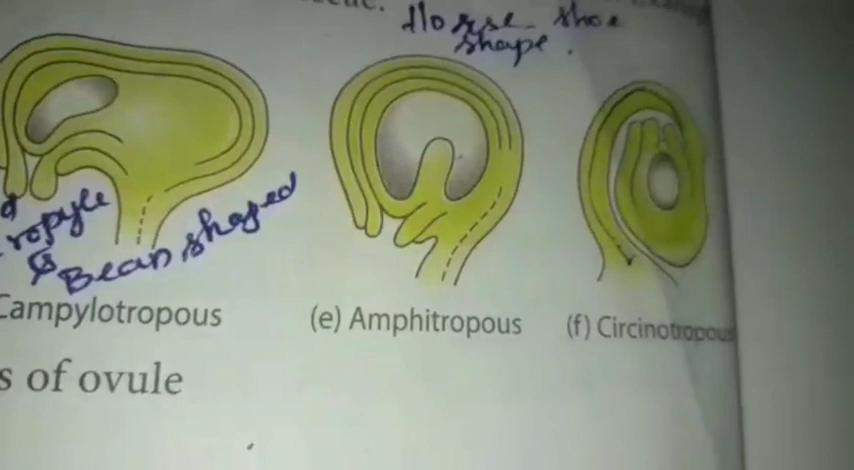 Horse shoe
shape.
ropyle
Bean shaped
Campylotropous
(e) Amphitropous
(f) Circinotropous
s of ovule